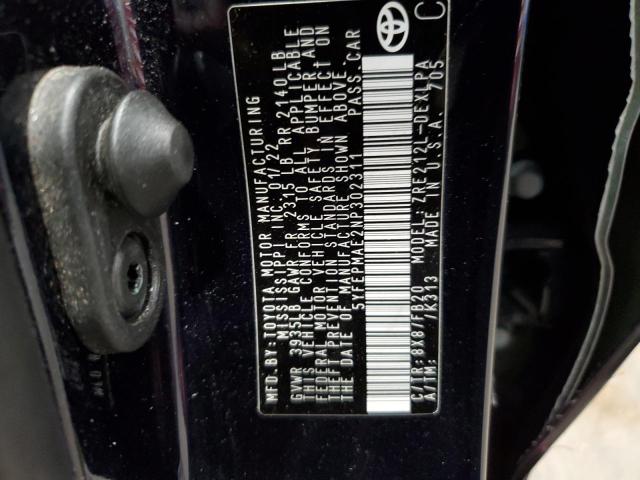 MFD.BY:TOYOTA MOTOR MANUFACTURING
MISSISSIPPI INC. 01/22
GVWR 3935LB GAWR FR 2315 LB RR 2140 LB
THIS VEHICLE CONFORMS TO ALL APPLICABLE
FEDERAL MOTOR VEHICLE SAFETY, BUMPER AND
THEFT PREVENTION STANDARDS IN EFFECT ON
THE DATE OF MANUFACTURE SHOWN ABOVE.
5YFEPMAE2NP302311 PASS.CAR
C/TR: 8X8/FB20 MODEL: ZRE212L-DEXLPA
A/TM: /K313 MADE IN U.S.A. 705
TOYOTA
C